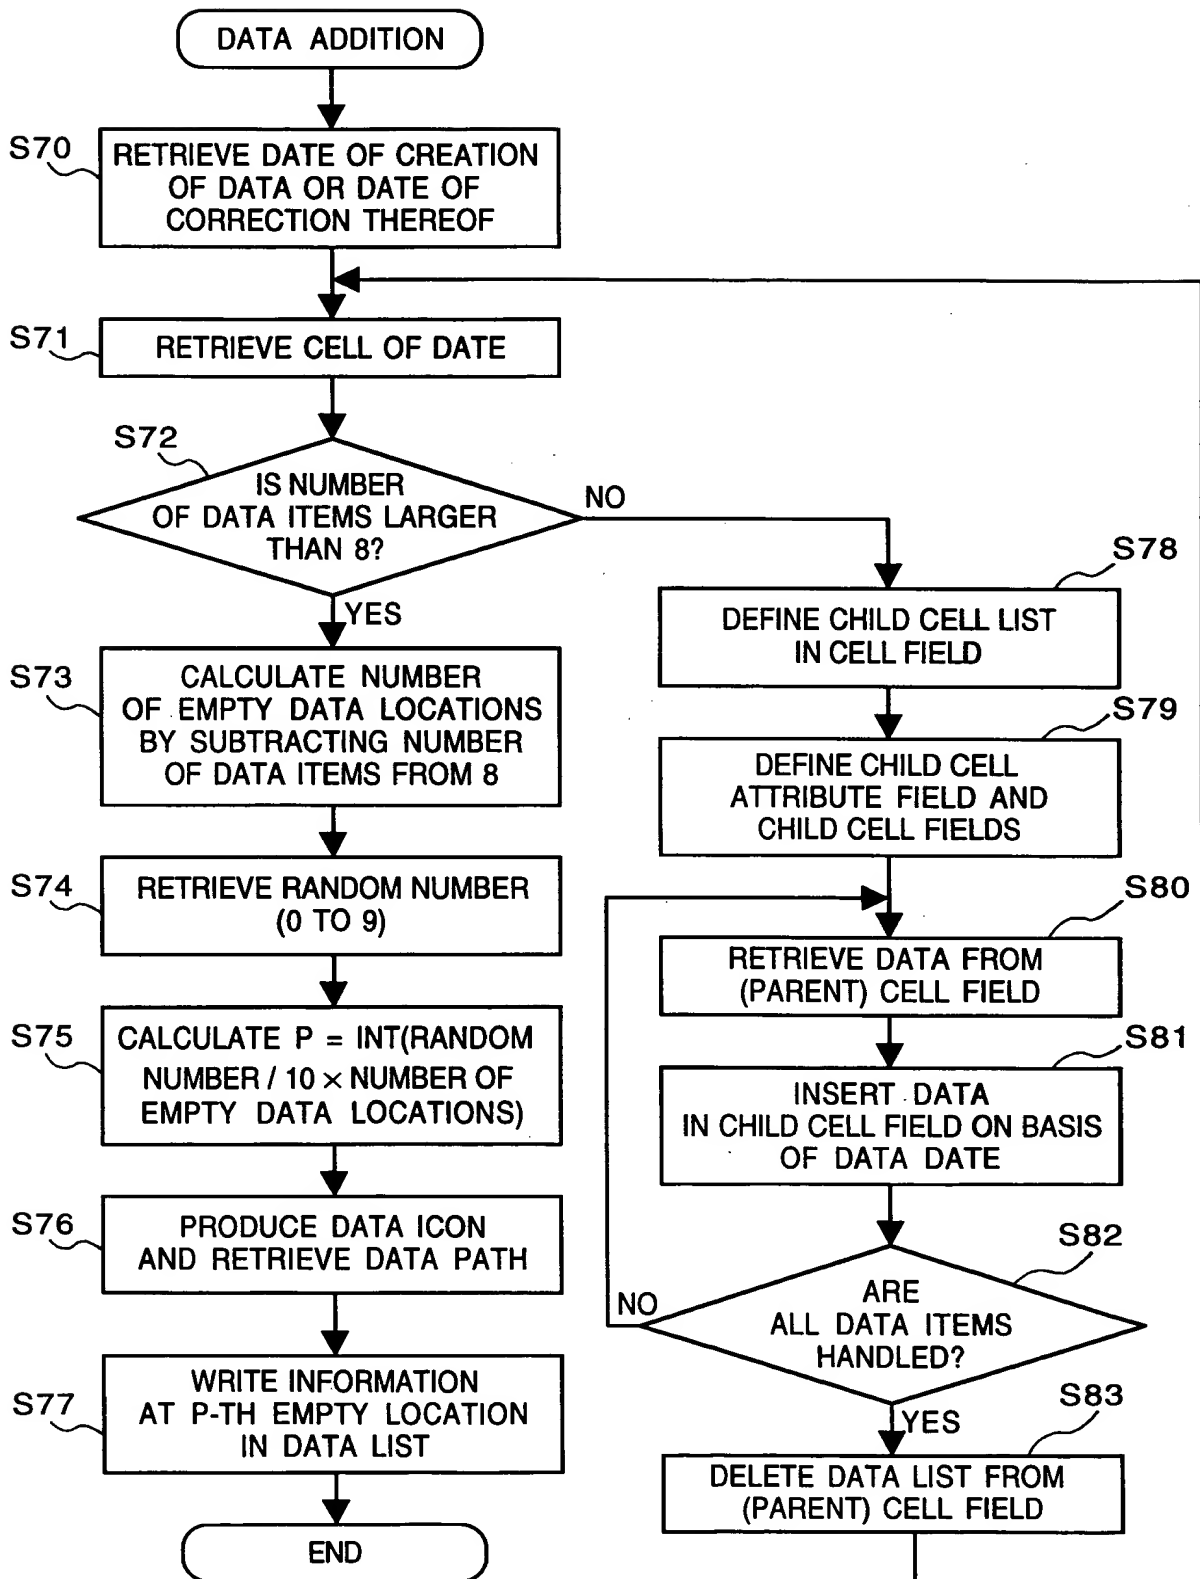 DATA ADDITION
S70
RETRIEVE DATE OF CREATION
OF DATA OR DATE OF
CORRECTION THEREOF
S71
RETRIEVE CELL OF DATE
S72
IS NUMBER
OF DATA ITEMS LARGER
THAN 8?
NO
YES
S73
CALCULATE NUMBER
OF EMPTY DATA LOCATIONS
BY SUBTRACTING NUMBER
OF DATA ITEMS FROM 8
S74
RETRIEVE RANDOM NUMBER
(0 TO 9)
S75
CALCULATE P = INT(RANDOM
NUMBER / 10 × NUMBER OF
EMPTY DATA LOCATIONS)
S76
PRODUCE DATA ICON
AND RETRIEVE DATA PATH
S77
WRITE INFORMATION
AT P-TH EMPTY LOCATION
IN DATA LIST
END
S78
DEFINE CHILD CELL LIST
IN CELL FIELD
S79
DEFINE CHILD CELL
ATTRIBUTE FIELD AND
CHILD CELL FIELDS
S80
RETRIEVE DATA FROM
(PARENT) CELL FIELD
S81
INSERT DATA
IN CHILD CELL FIELD ON BASIS
OF DATA DATE
S82
ARE
ALL DATA ITEMS
HANDLED?
NO
YES
S83
DELETE DATA LIST FROM
(PARENT) CELL FIELD